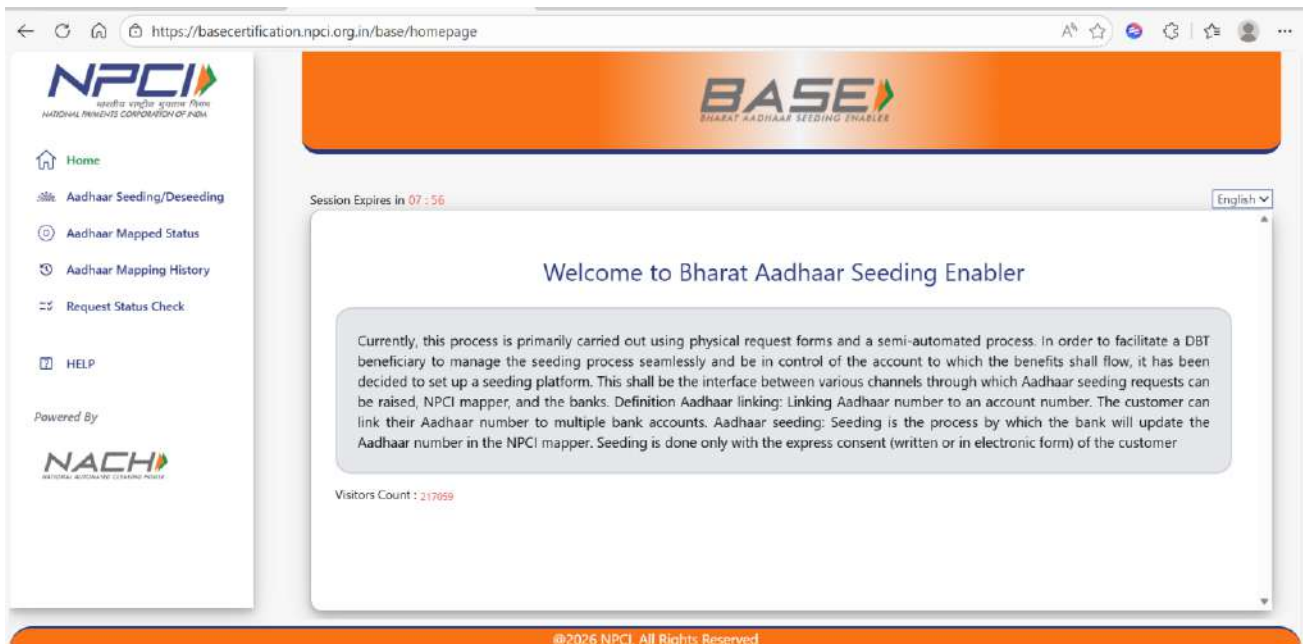 https://basecertification.npci.org.in/base/homepage
NPCI
भारतीय राष्ट्रीय भुगतान निगम
NATIONAL PAYMENTS CORPORATION OF INDIA
Home
Aadhaar Seeding/Deseeding
Aadhaar Mapped Status
Aadhaar Mapping History
Request Status Check
HELP
Powered By
NACH
NATIONAL AUTOMATED CLEARING HOUSE
BASE
BHARAT AADHAAR SEEDING ENABLER
Session Expires in 07 : 56
English
Welcome to Bharat Aadhaar Seeding Enabler
Currently, this process is primarily carried out using physical request forms and a semi-automated process. In order to facilitate a DBT
beneficiary to manage the seeding process seamlessly and be in control of the account to which the benefits shall flow, it has been
decided to set up a seeding platform. This shall be the interface between various channels through which Aadhaar seeding requests can
be raised, NPCI mapper, and the banks. Definition Aadhaar linking: Linking Aadhaar number to an account number. The customer can
link their Aadhaar number to multiple bank accounts. Aadhaar seeding: Seeding is the process by which the bank will update the
Aadhaar number in the NPCI mapper. Seeding is done only with the express consent (written or in electronic form) of the customer
Visitors Count : 217059
@2026 NPCI. All Rights Reserved